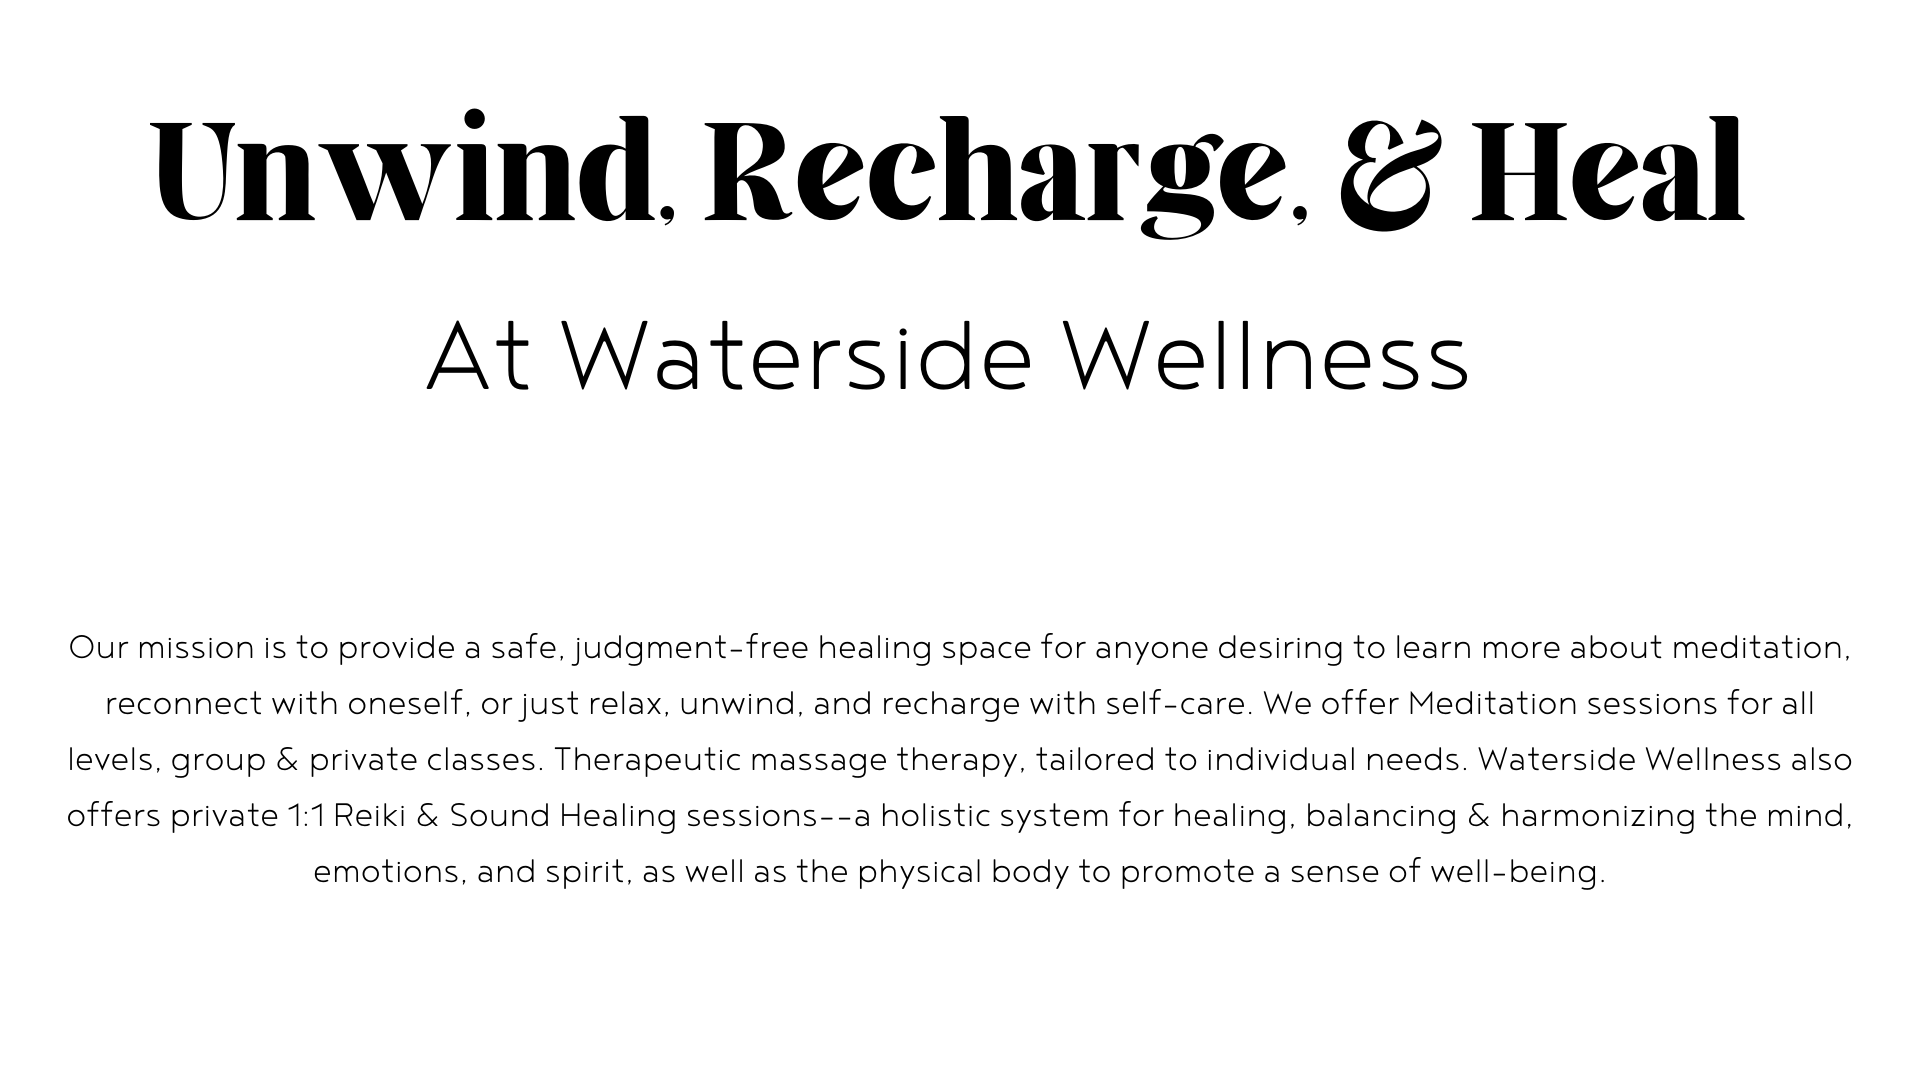 Unwind, Recharge, & Heal
At Waterside Wellness
Our mission is to provide a safe, judgment-free healing space for anyone desiring to learn more about meditation,
reconnect with oneself, or just relax, unwind, and recharge with self-care. We offer Meditation sessions for all
levels, group & private classes. Therapeutic massage therapy, tailored to individual needs. Waterside Wellness also
offers private 1:1 Reiki & Sound Healing sessions--a holistic system for healing, balancing & harmonizing the mind,
emotions, and spirit, as well as the physical body to promote a sense of well-being.